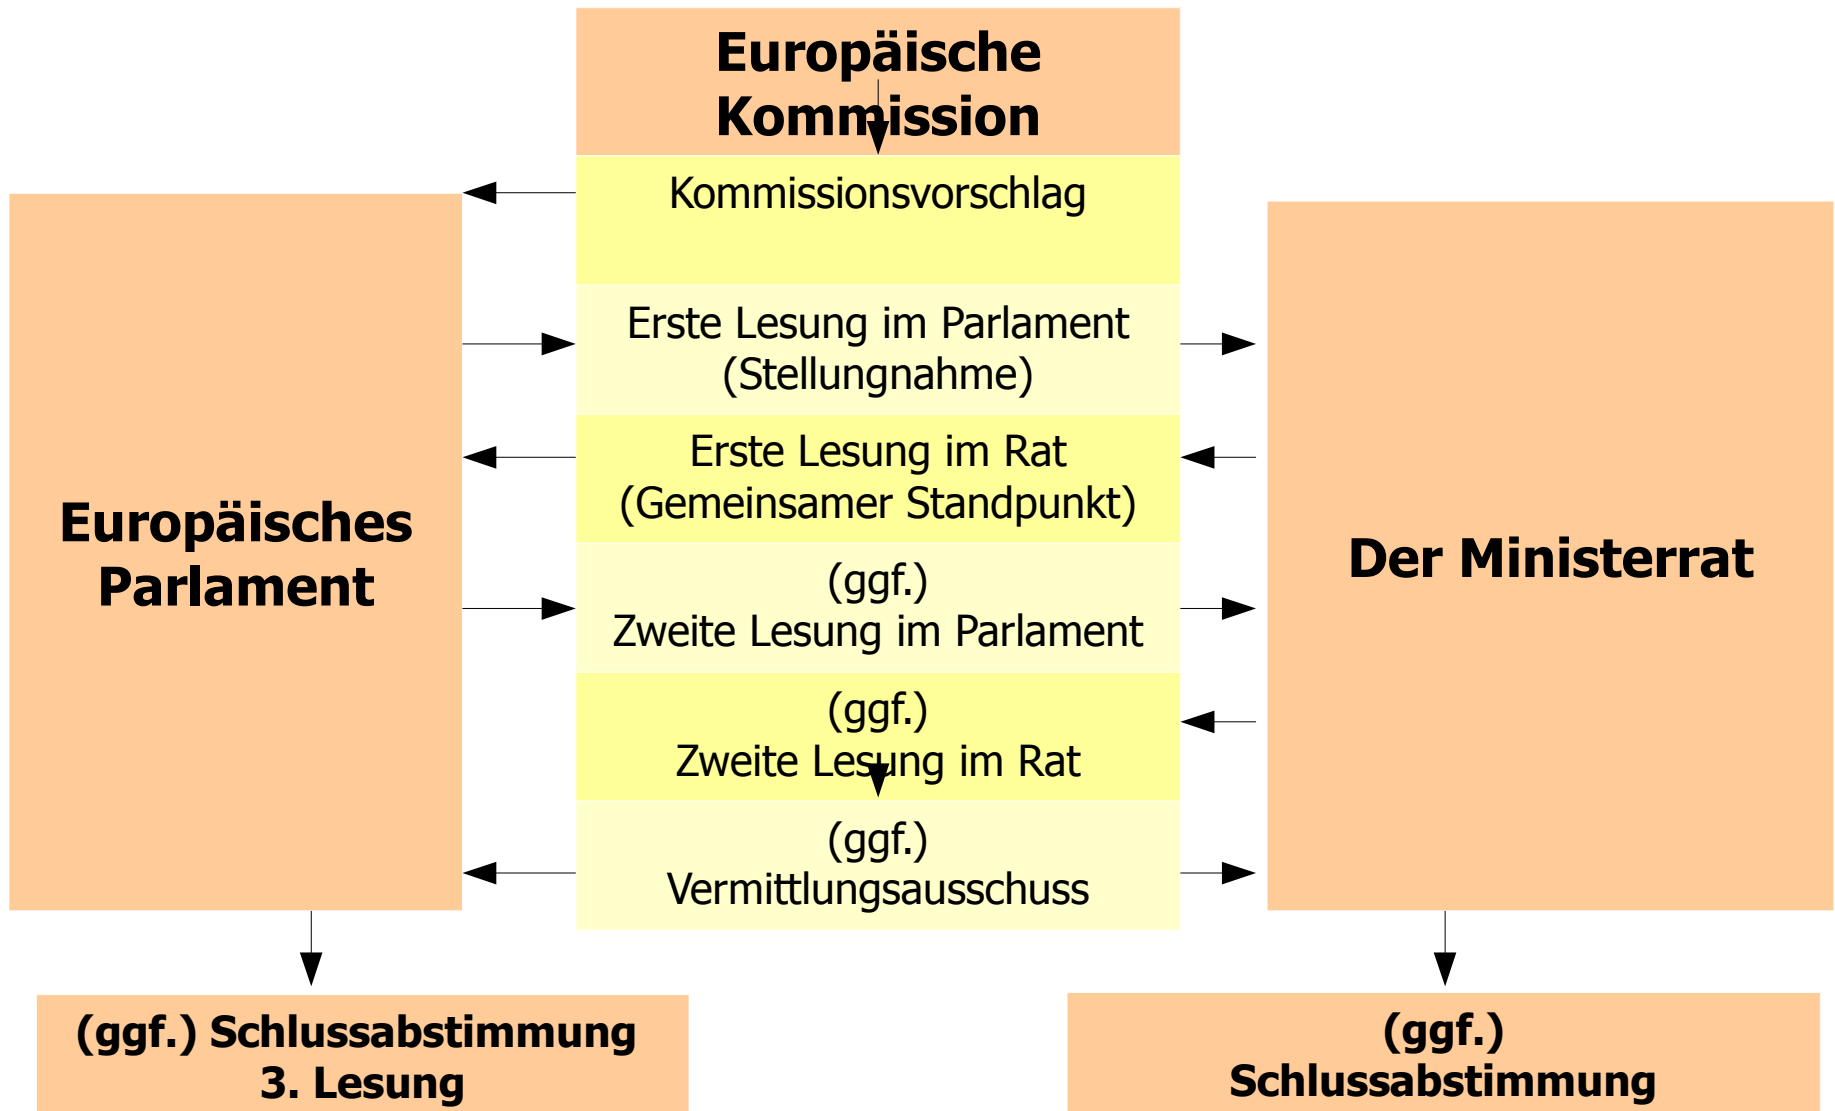 Europäische
Kommission
Kommissionsvorschlag
Erste Lesung im Parlament
(Stellungnahme)
Erste Lesung im Rat
(Gemeinsamer Standpunkt)
(ggf.)
Zweite Lesung im Parlament
(ggf.)
Zweite Lesung im Rat
(ggf.)
Vermittlungsausschuss
Europäisches
Parlament
Der Ministerrat
(ggf.) Schlussabstimmung
3. Lesung
(ggf.)
Schlussabstimmung